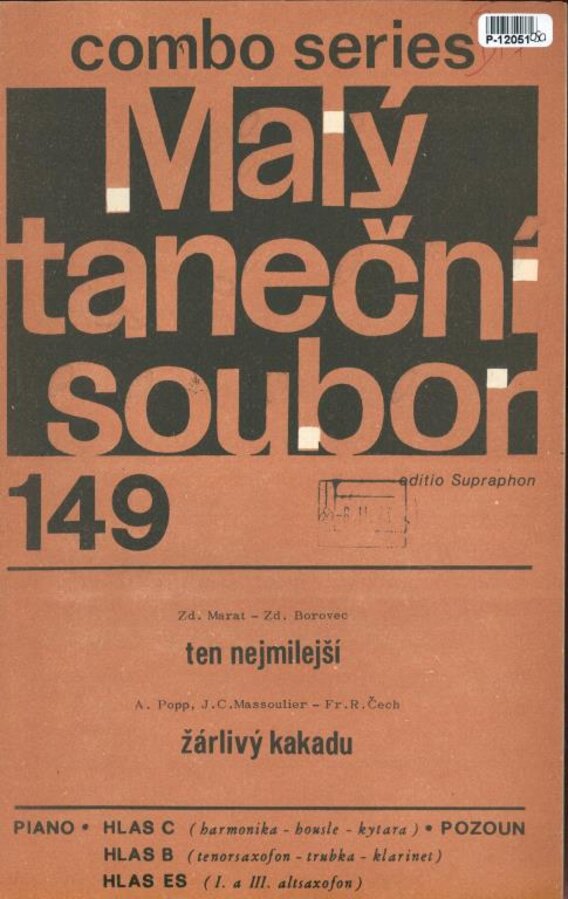 combo series
P-12051
Malý
taneční
soubor
149
editio Supraphon
Zd. Marat – Zd. Borovec
ten nejmilejší
A. Popp, J.C.Massoulier – Fr.R.Čech
žárlivý kakadu
PIANO • HLAS C (harmonika - housle - kytara) • POZOUN
HLAS B (tenorsaxofon - trubka - klarinet)
HLAS ES (I. a III. altsaxofon)